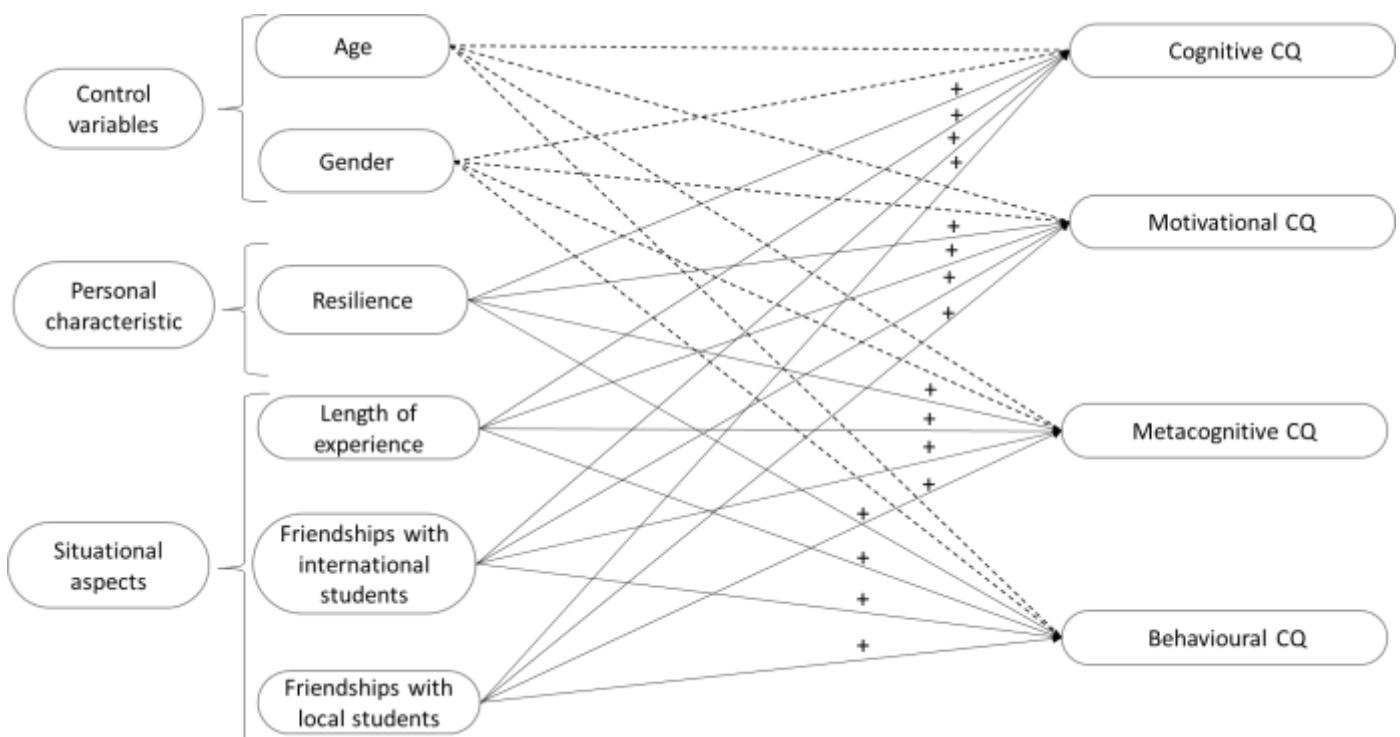 Control
variables
Age
Gender
Personal
characteristic
Resilience
Situational
aspects
Length of
experience
Friendships with
international
students
Friendships with
local students
Cognitive CQ
+
+
+
+
Motivational CQ
+
+
+
+
Metacognitive CQ
+
+
+
+
Behavioural CQ
+
+
+
+